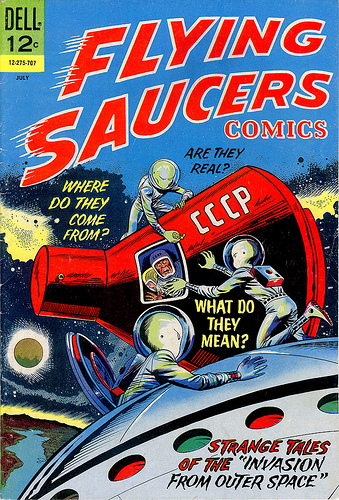 DELL
12c
12-275-707
JULY
FLYING
SAUCERS
COMICS
ARE THEY
REAL?
WHERE
DO THEY
COME
FROM?
CCCP
WHAT DO
THEY
MEAN?
STRANGE TALES
OF THE "INVASION
FROM OUTER SPACE"